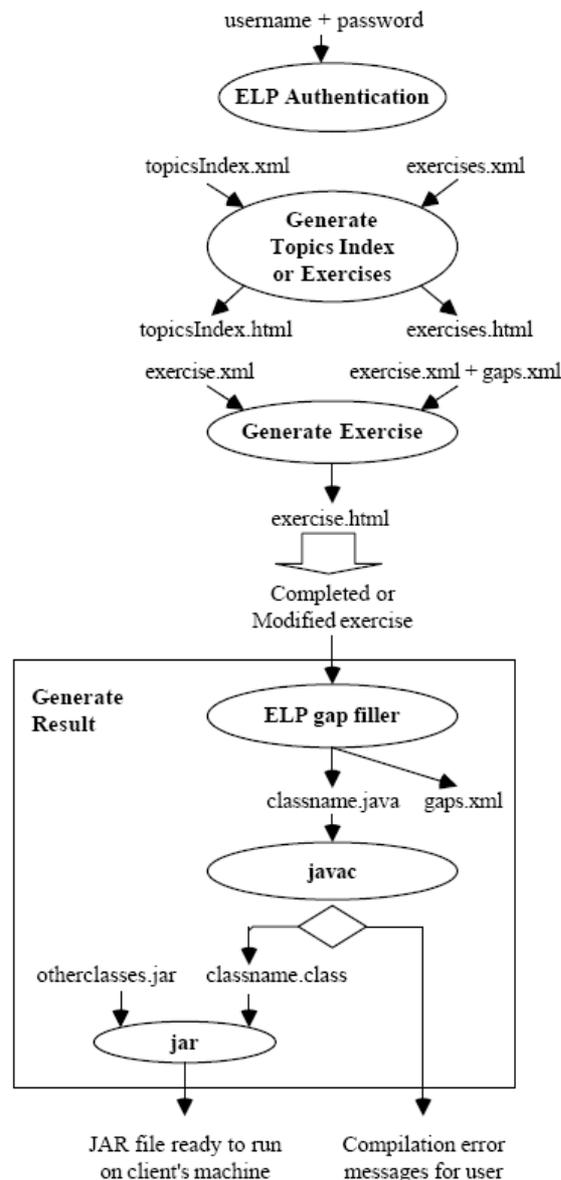 username + password
ELP Authentication
topicsIndex.xml
exercises.xml
Generate
Topics Index
or Exercises
topicsIndex.html
exercises.html
exercise.xml
exercise.xml + gaps.xml
Generate Exercise
exercise.html
Completed or
Modified exercise
Generate
Result
ELP gap filler
classname.java
gaps.xml
javac
otherclasses.jar
classname.class
jar
JAR file ready to run
on client's machine
Compilation error
messages for user